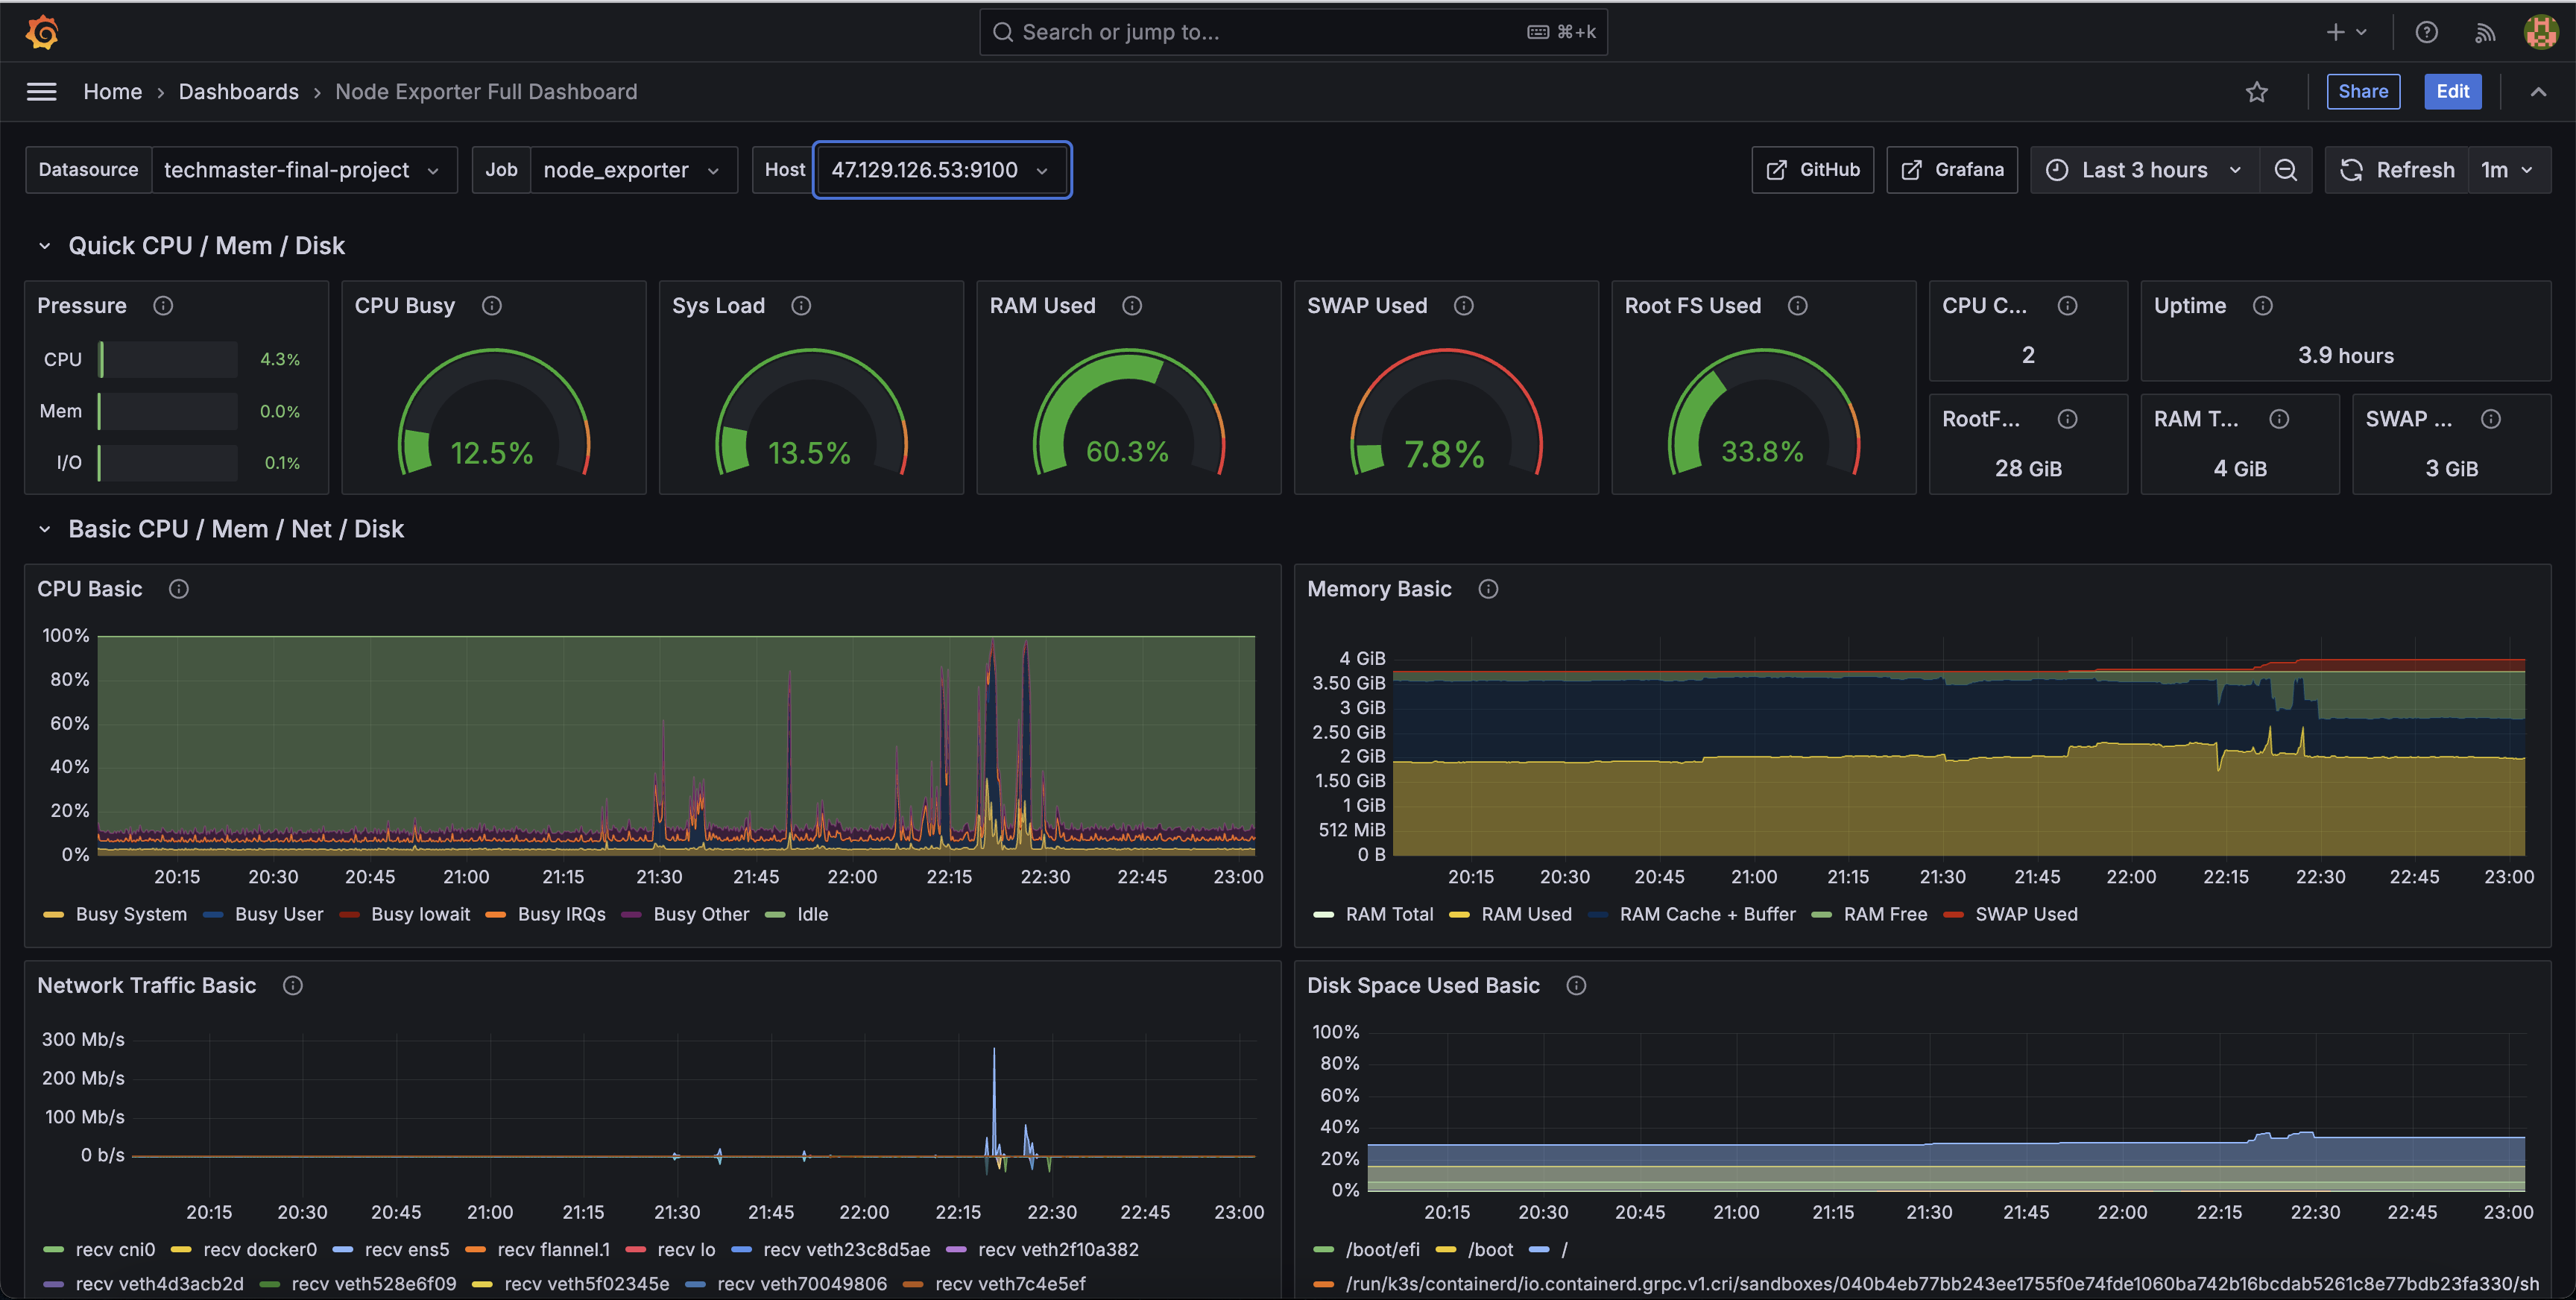 Search or jump to... ⌘+k
Home › Dashboards › Node Exporter Full Dashboard Share Edit
Datasource techmaster-final-project Job node_exporter Host 47.129.126.53:9100 GitHub Grafana Last 3 hours Refresh 1m
Quick CPU / Mem / Disk
Pressure CPU Busy Sys Load RAM Used SWAP Used Root FS Used CPU C... Uptime
CPU 4.3%
Mem 0.0%
I/O 0.1%
12.5%
13.5%
60.3%
7.8%
33.8%
2
3.9 hours
RootF... RAM T... SWAP ...
28 GiB 4 GiB 3 GiB
Basic CPU / Mem / Net / Disk
CPU Basic
100%
80%
60%
40%
20%
0%
20:15 20:30 20:45 21:00 21:15 21:30 21:45 22:00 22:15 22:30 22:45 23:00
Busy System Busy User Busy Iowait Busy IRQs Busy Other Idle
Memory Basic
4 GiB
3.50 GiB
3 GiB
2.50 GiB
2 GiB
1.50 GiB
1 GiB
512 MiB
0 B
20:15 20:30 20:45 21:00 21:15 21:30 21:45 22:00 22:15 22:30 22:45 23:00
RAM Total RAM Used RAM Cache + Buffer RAM Free SWAP Used
Network Traffic Basic
300 Mb/s
200 Mb/s
100 Mb/s
0 b/s
20:15 20:30 20:45 21:00 21:15 21:30 21:45 22:00 22:15 22:30 22:45 23:00
recv cni0 recv docker0 recv ens5 recv flannel.1 recv lo recv veth23c8d5ae recv veth2f10a382
recv veth4d3acb2d recv veth528e6f09 recv veth5f02345e recv veth70049806 recv veth7c4e5ef
Disk Space Used Basic
100%
80%
60%
40%
20%
0%
20:15 20:30 20:45 21:00 21:15 21:30 21:45 22:00 22:15 22:30 22:45 23:00
/boot/efi /boot /
/run/k3s/containerd/io.containerd.grpc.v1.cri/sandboxes/040b4eb77bb243ee1755f0e74fde1060ba742b16bcdab5261c8e77bdb23fa330/sh